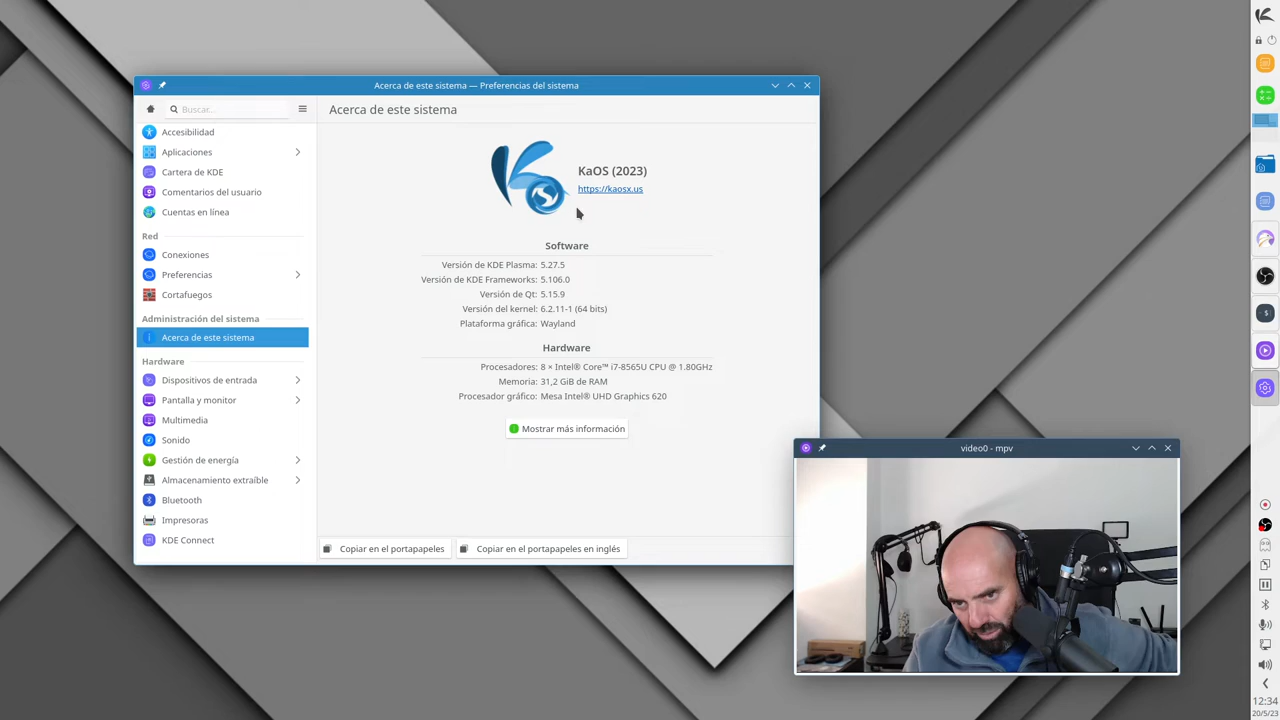 Acerca de este sistema — Preferencias del sistema
Buscar...
Acerca de este sistema
Accesibilidad
Aplicaciones
Cartera de KDE
Comentarios del usuario
Cuentas en línea
Red
Conexiones
Preferencias
Cortafuegos
Administración del sistema
Acerca de este sistema
Hardware
Dispositivos de entrada
Pantalla y monitor
Multimedia
Sonido
Gestión de energía
Almacenamiento extraíble
Bluetooth
Impresoras
KDE Connect
KaOS (2023)
https://kaosx.us
Software
Versión de KDE Plasma: 5.27.5
Versión de KDE Frameworks: 5.106.0
Versión de Qt: 5.15.9
Versión del kernel: 6.2.11-1 (64 bits)
Plataforma gráfica: Wayland
Hardware
Procesadores: 8 × Intel® Core™ i7-8565U CPU @ 1.80GHz
Memoria: 31,2 GiB de RAM
Procesador gráfico: Mesa Intel® UHD Graphics 620
Mostrar más información
Copiar en el portapapeles
Copiar en el portapapeles en inglés
video0 - mpv
12:34
20/5/23